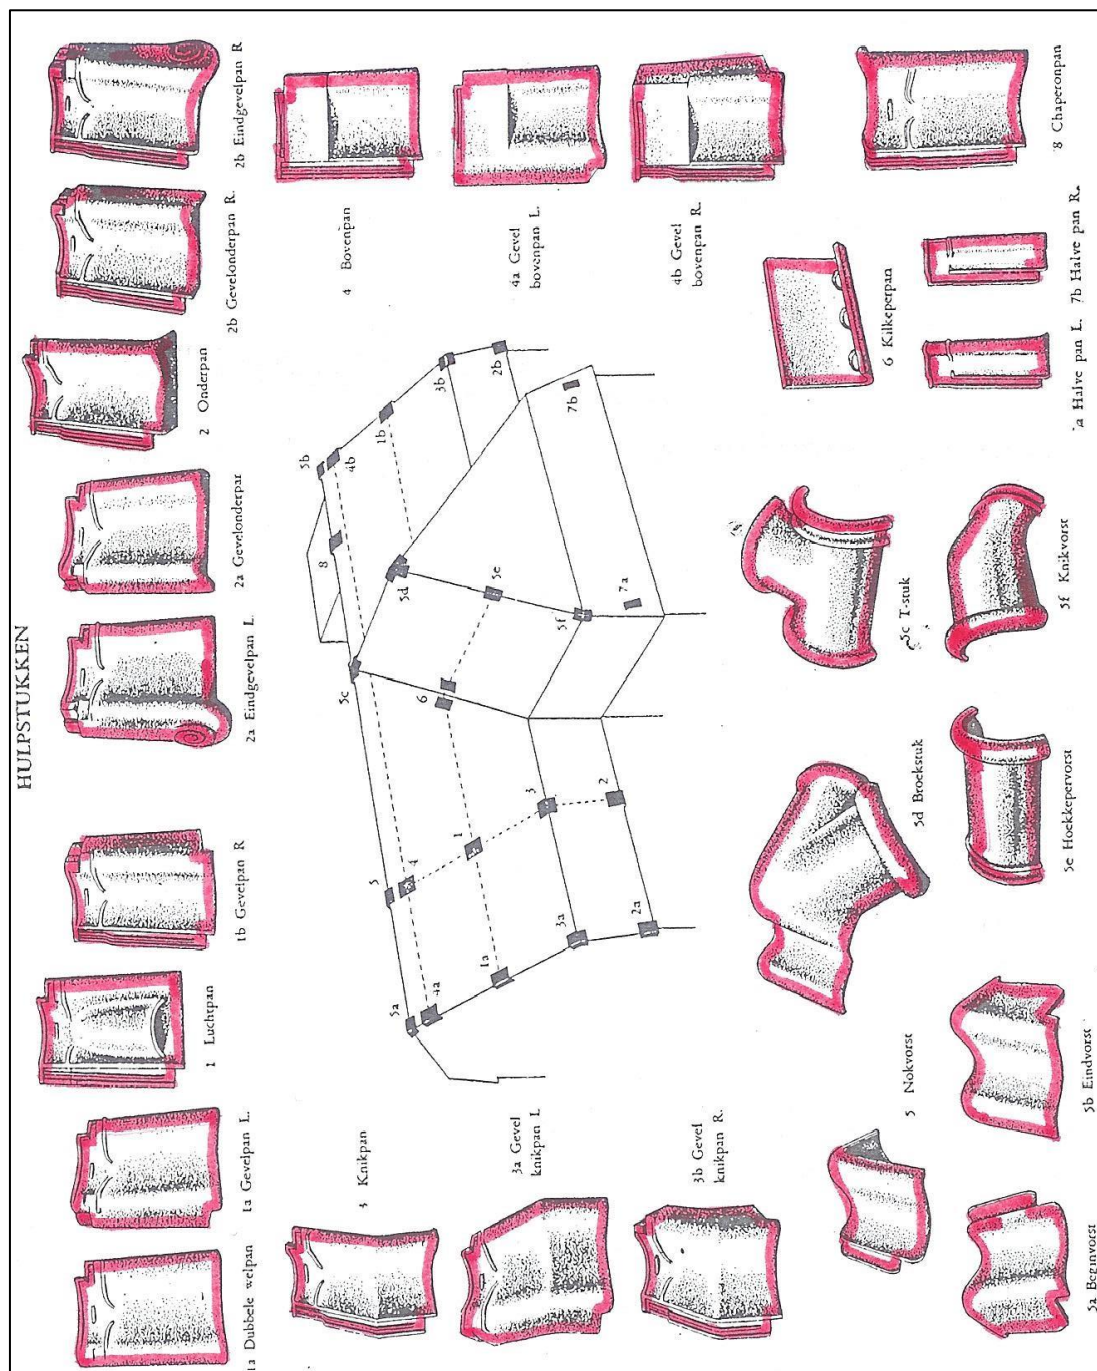 HULPSTUKKEN
1a Dubbele welpan
1a Gevelpan L.
1 Luchtpan
1b Gevelpan R
2a Eindgevelpan L.
2a Gevelonderpar
2 Onderpan
2b Gevelonderpan R.
2b Eindgevelpan R
3 Knikpan
3a Gevel
knikpan L
3b Gevel
knikpan R.
4 Bovenpan
4a Gevel
bovenpan L.
4b Gevel
bovenpan R.
5a
4a
1a
3a
2a
5
4
1
3
2
5c
6
8
5d
5e
5f
7a
5b
4b
1b
3b
2b
7b
5 Nokvorst
5d Broekstuk
5c T-stuk
6 Kilkeperpan
7a Halve pan L.
7b Halve pan R.
8 Chaperonpan
5a Beginvorst
5b Eindvorst
5e Hoekkepervorst
5f Knikvorst